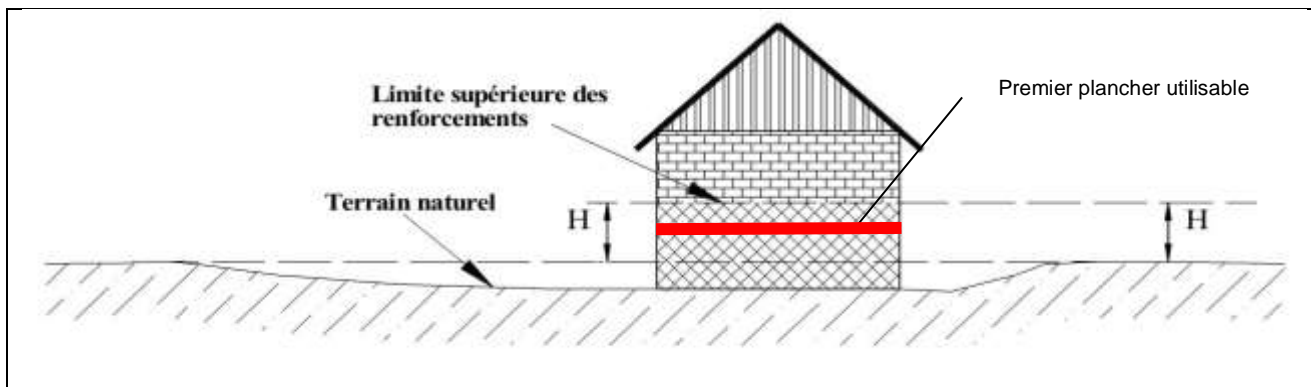 Premier plancher utilisable
Limite supérieure des
renforcements
Terrain naturel
H
H